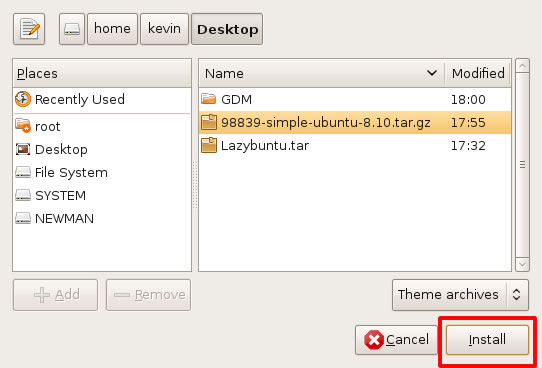 home kevin Desktop
Places
Recently Used
root
Desktop
File System
SYSTEM
NEWMAN
Name Modified
GDM 18:00
98839-simple-ubuntu-8.10.tar.gz 17:55
Lazybuntu.tar 17:32
Add Remove
Theme archives
Cancel Install